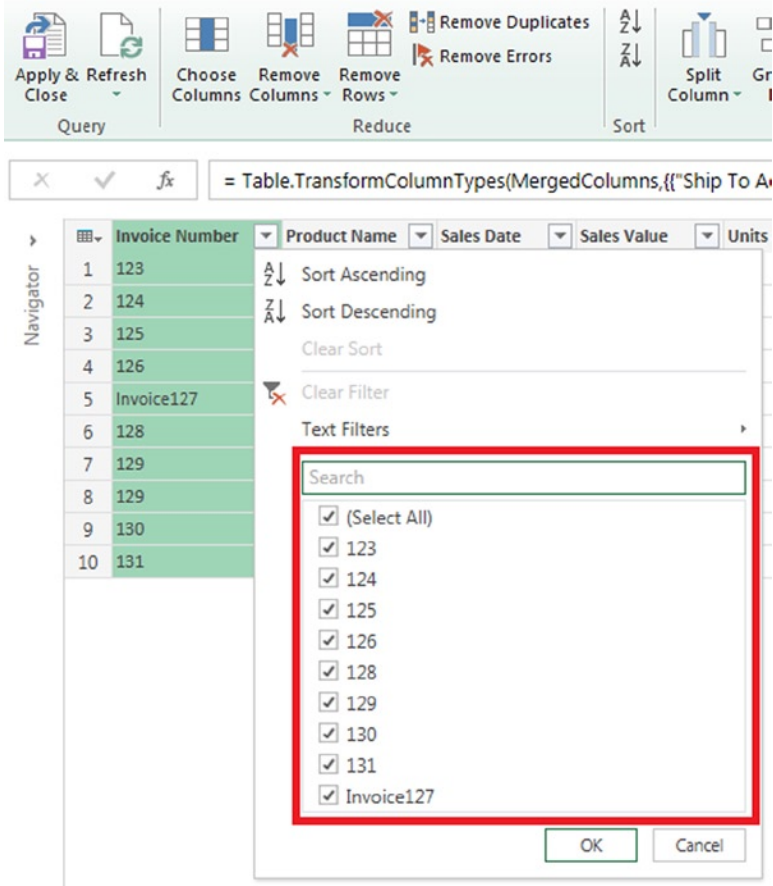 Remove Duplicates
Remove Errors
Apply & Close
Refresh
Choose Columns
Remove Columns
Remove Rows
Split Column
Query
Reduce
Sort
fx
= Table.TransformColumnTypes(MergedColumns,{{"Ship To
Navigator
Invoice Number Product Name Sales Date Sales Value Units
1 123
2 124
3 125
4 126
5 Invoice127
6 128
7 129
8 129
9 130
10 131
A Z Sort Ascending
Z A Sort Descending
Clear Sort
Clear Filter
Text Filters
Search
(Select All)
123
124
125
126
128
129
130
131
Invoice127
OK Cancel